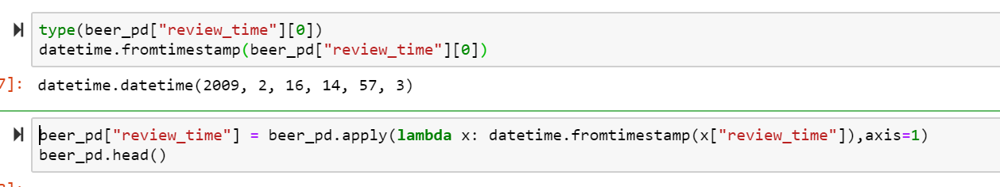 type(beer_pd["review_time"][0])
datetime.fromtimestamp(beer_pd["review_time"][0])
7]: datetime.datetime(2009, 2, 16, 14, 57, 3)
beer_pd["review_time"] = beer_pd.apply(lambda x: datetime.fromtimestamp(x["review_time"]),axis=1)
beer_pd.head()